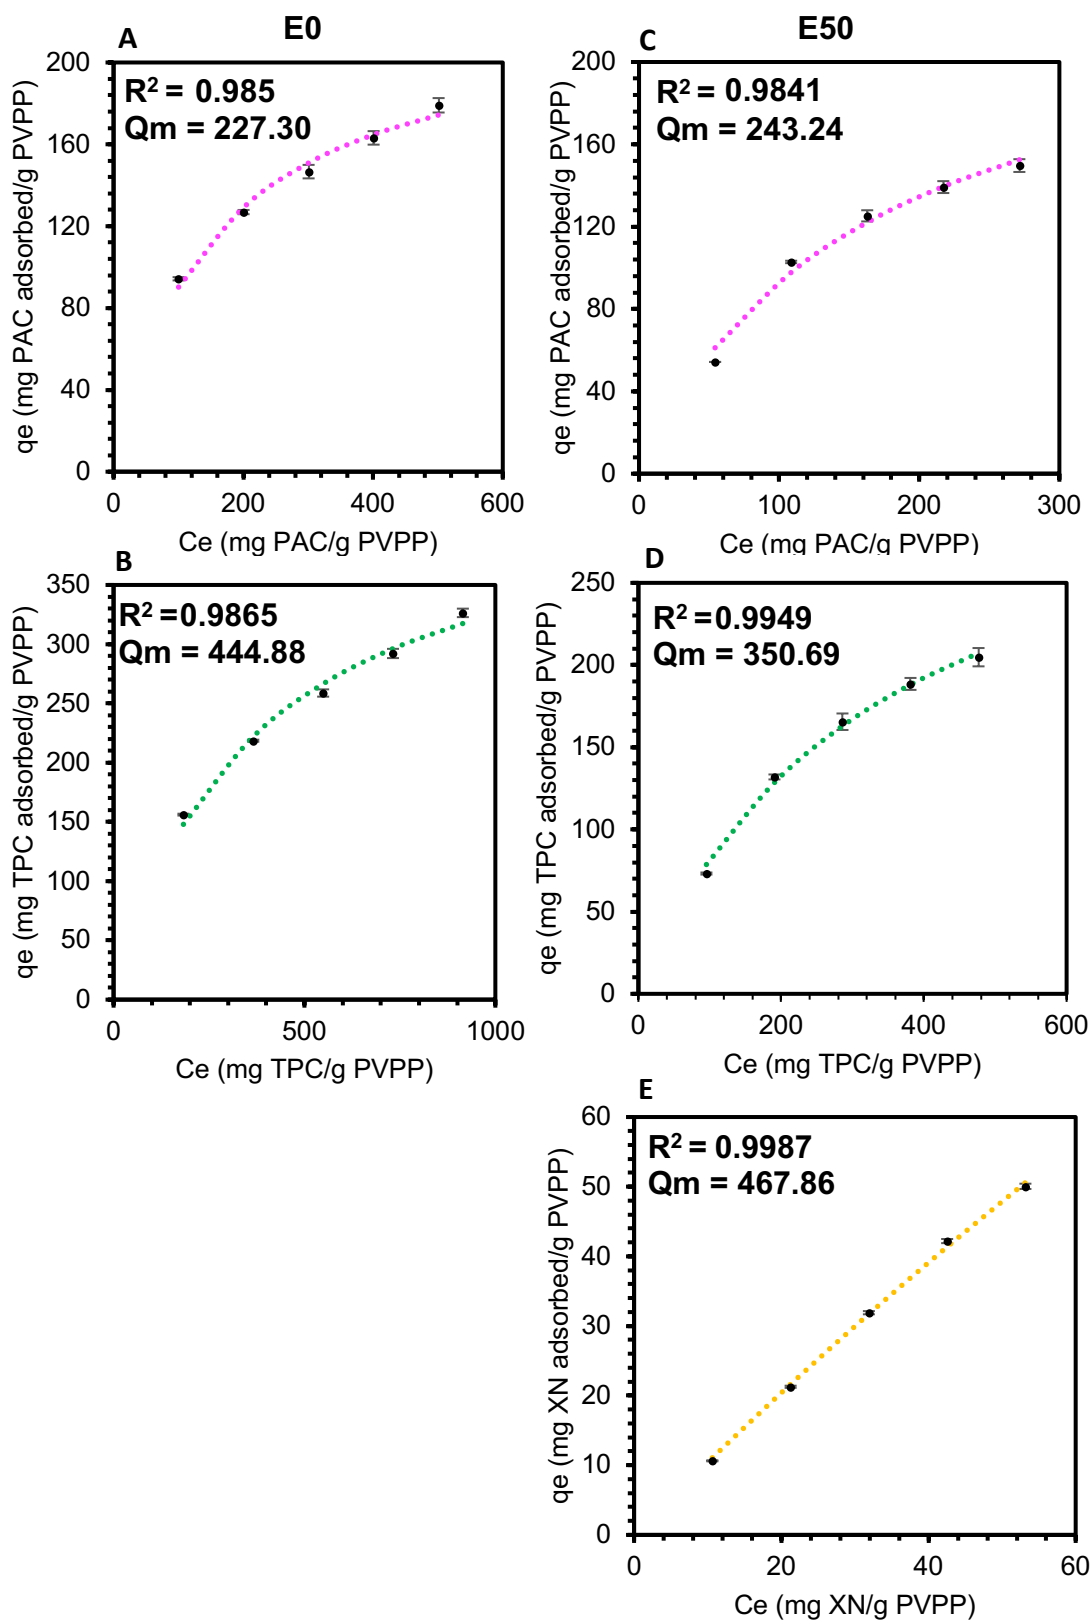 E0
A
R² = 0.985
Qm = 227.30
qe (mg PAC adsorbed/g PVPP)
200
160
120
80
40
0
0 200 400 600
Ce (mg PAC/g PVPP)
B
R² =0.9865
Qm = 444.88
qe (mg TPC adsorbed/g PVPP)
350
300
250
200
150
100
50
0
0 500 1000
Ce (mg TPC/g PVPP)
E50
C
R² = 0.9841
Qm = 243.24
qe (mg PAC adsorbed/g PVPP)
200
160
120
80
40
0
0 100 200 300
Ce (mg PAC/g PVPP)
D
R² = 0.9949
Qm = 350.69
qe (mg TPC adsorbed/g PVPP)
250
200
150
100
50
0
0 200 400 600
Ce (mg TPC/g PVPP)
E
R² = 0.9987
Qm = 467.86
qe (mg XN adsorbed/g PVPP)
60
50
40
30
20
10
0
0 20 40 60
Ce (mg XN/g PVPP)